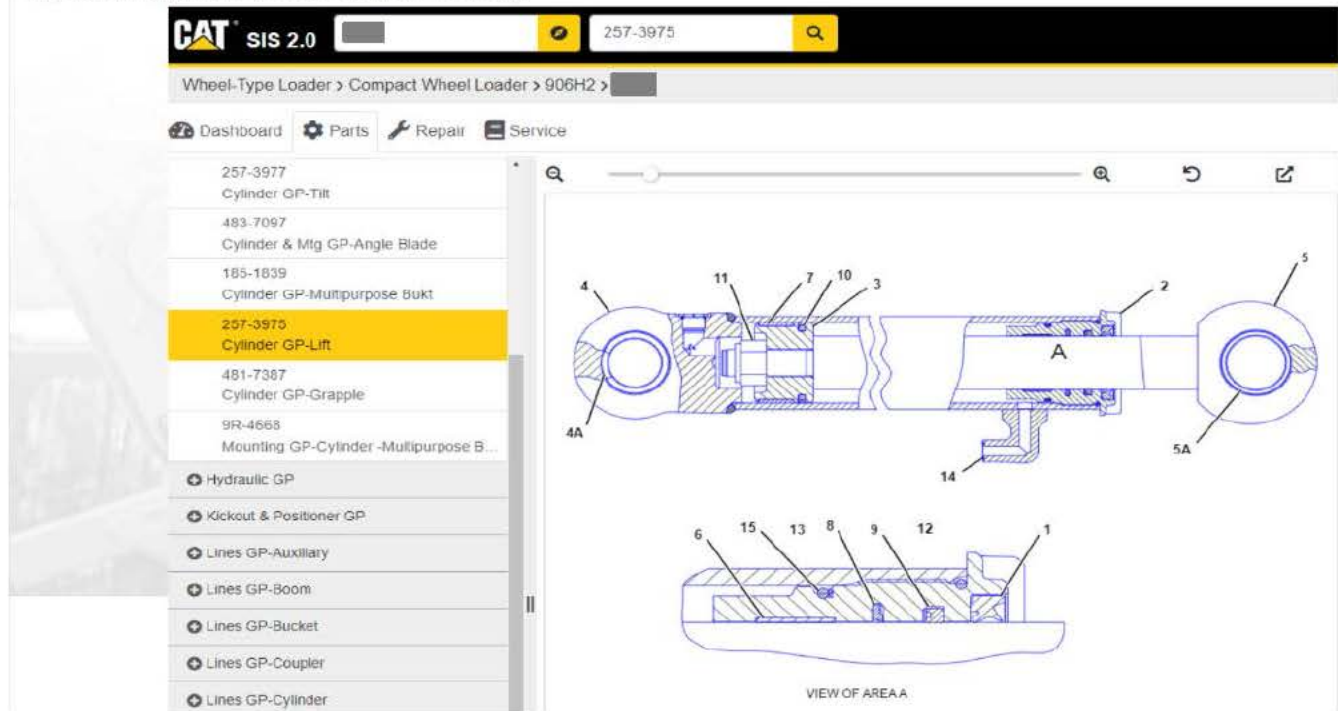 CAT SIS 2.0 257-3975
Wheel-Type Loader > Compact Wheel Loader > 906H2 >
Dashboard Parts Repair Service
257-3977
Cylinder GP-Tilt
483-7097
Cylinder & Mtg GP-Angle Blade
185-1839
Cylinder GP-Multipurpose Bukt
257-3975
Cylinder GP-Lift
481-7387
Cylinder GP-Grapple
9R-4668
Mounting GP-Cylinder -Multipurpose B...
Hydraulic GP
Kickout & Positioner GP
Lines GP-Auxiliary
Lines GP-Boom
Lines GP-Bucket
Lines GP-Coupler
Lines GP-Cylinder
5
4 11 7 10 3 2
A
4A 5A
14
6 15 13 8 9 12 1
VIEW OF AREA A